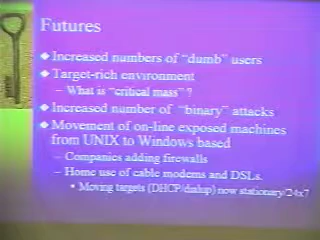 Futures
Increased numbers of "dumb" users
Target-rich environment
– What is "critical mass" ?
Increased number of "binary" attacks
Movement of on-line exposed machines
from UNIX to Windows based
– Companies adding firewalls
– Home use of cable modems and DSLs.
• Moving targets (DHCP/dialup) now stationary/24x7